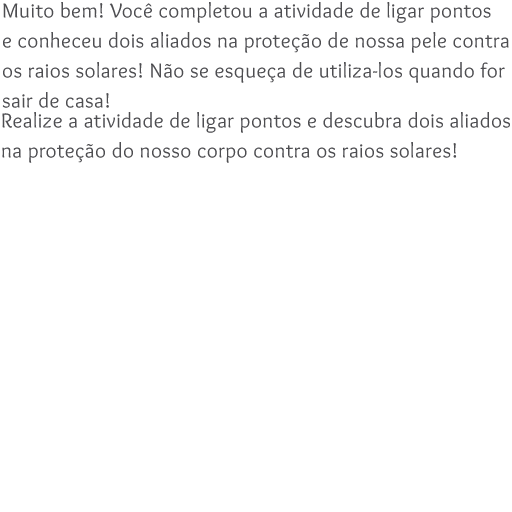 Muito bem! Você completou a atividade de ligar pontos
e conheceu dois aliados na proteção de nossa pele contra
os raios solares! Não se esqueça de utiliza-los quando for
sair de casa!
Realize a atividade de ligar pontos e descubra dois aliados
na proteção do nosso corpo contra os raios solares!